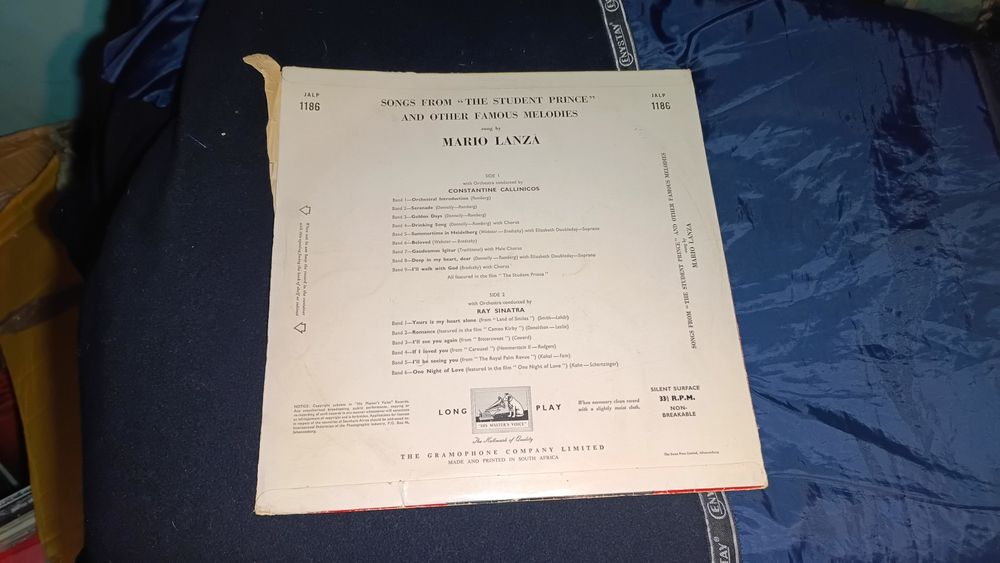 JALP
1186
SONGS FROM "THE STUDENT PRINCE"
AND OTHER FAMOUS MELODIES
sung by
MARIO LANZA
JALP
1186
SIDE 1
with Orchestra conducted by
CONSTANTINE CALLINICOS
Band 1—Orchestral Introduction (Romberg)
Band 2—Serenade (Donnelly—Romberg)
Band 3—Golden Days (Donnelly—Romberg)
Band 4—Drinking Song (Donnelly—Romberg) with Chorus
Band 5—Summertime in Heidelberg (Webster—Brodszky) with Elizabeth Doubleday—Soprano
Band 6—Beloved (Webster—Brodszky)
Band 7—Gaudeamus Igitur (Traditional) with Male Chorus
Band 8—Deep in my heart, dear (Donnelly—Romberg) with Elizabeth Doubleday—Soprano
Band 9—I'll walk with God (Brodszky) with Chorus
All featured in the film "The Student Prince"
SIDE 2
with Orchestra conducted by
RAY SINATRA
Band 1—Yours is my heart alone (from "Land of Smiles") (Smith—Lehár)
Band 2—Romance (featured in the film "Cameo Kirby") (Donaldson—Leslie)
Band 3—I'll see you again (from "Bittersweet") (Coward)
Band 4—If I loved you (from "Carousel") (Hammerstein II—Rodgers)
Band 5—I'll be seeing you (from "The Royal Palm Revue") (Kahal—Fain)
Band 6—One Night of Love (featured in the film "One Night of Love") (Kahn—Schertzinger)
SONGS FROM "THE STUDENT PRINCE" AND OTHER FAMOUS MELODIES
sung by
MARIO LANZA
LONG PLAY
"HIS MASTER'S VOICE"
The Hallmark of Quality
When necessary clean record
with a slightly moist cloth.
SILENT SURFACE
33⅓ R.P.M.
NON-
BREAKABLE
THE GRAMOPHONE COMPANY LIMITED
MADE AND PRINTED IN SOUTH AFRICA
ENYSTAY
ENYSTAY